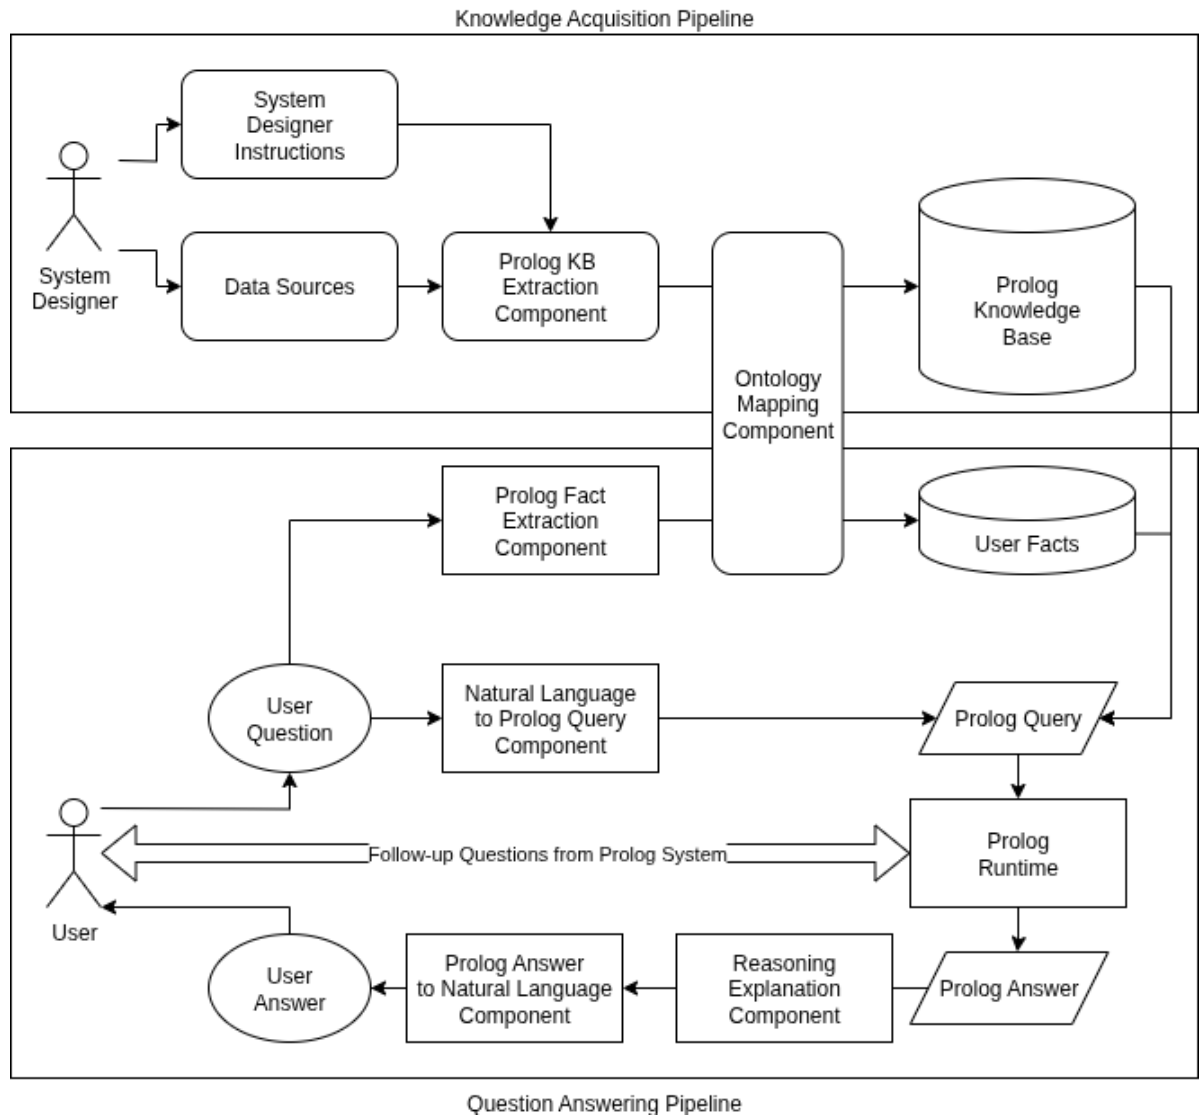 Knowledge Acquisition Pipeline
System
Designer
Instructions
System
Designer
Data Sources
Prolog KB
Extraction
Component
Ontology
Mapping
Component
Prolog
Knowledge
Base
Prolog Fact
Extraction
Component
User Facts
User
Question
Natural Language
to Prolog Query
Component
Prolog Query
User
Follow-up Questions from Prolog System
Prolog
Runtime
User
Answer
Prolog Answer
to Natural Language
Component
Reasoning
Explanation
Component
Prolog Answer
Question Answering Pipeline